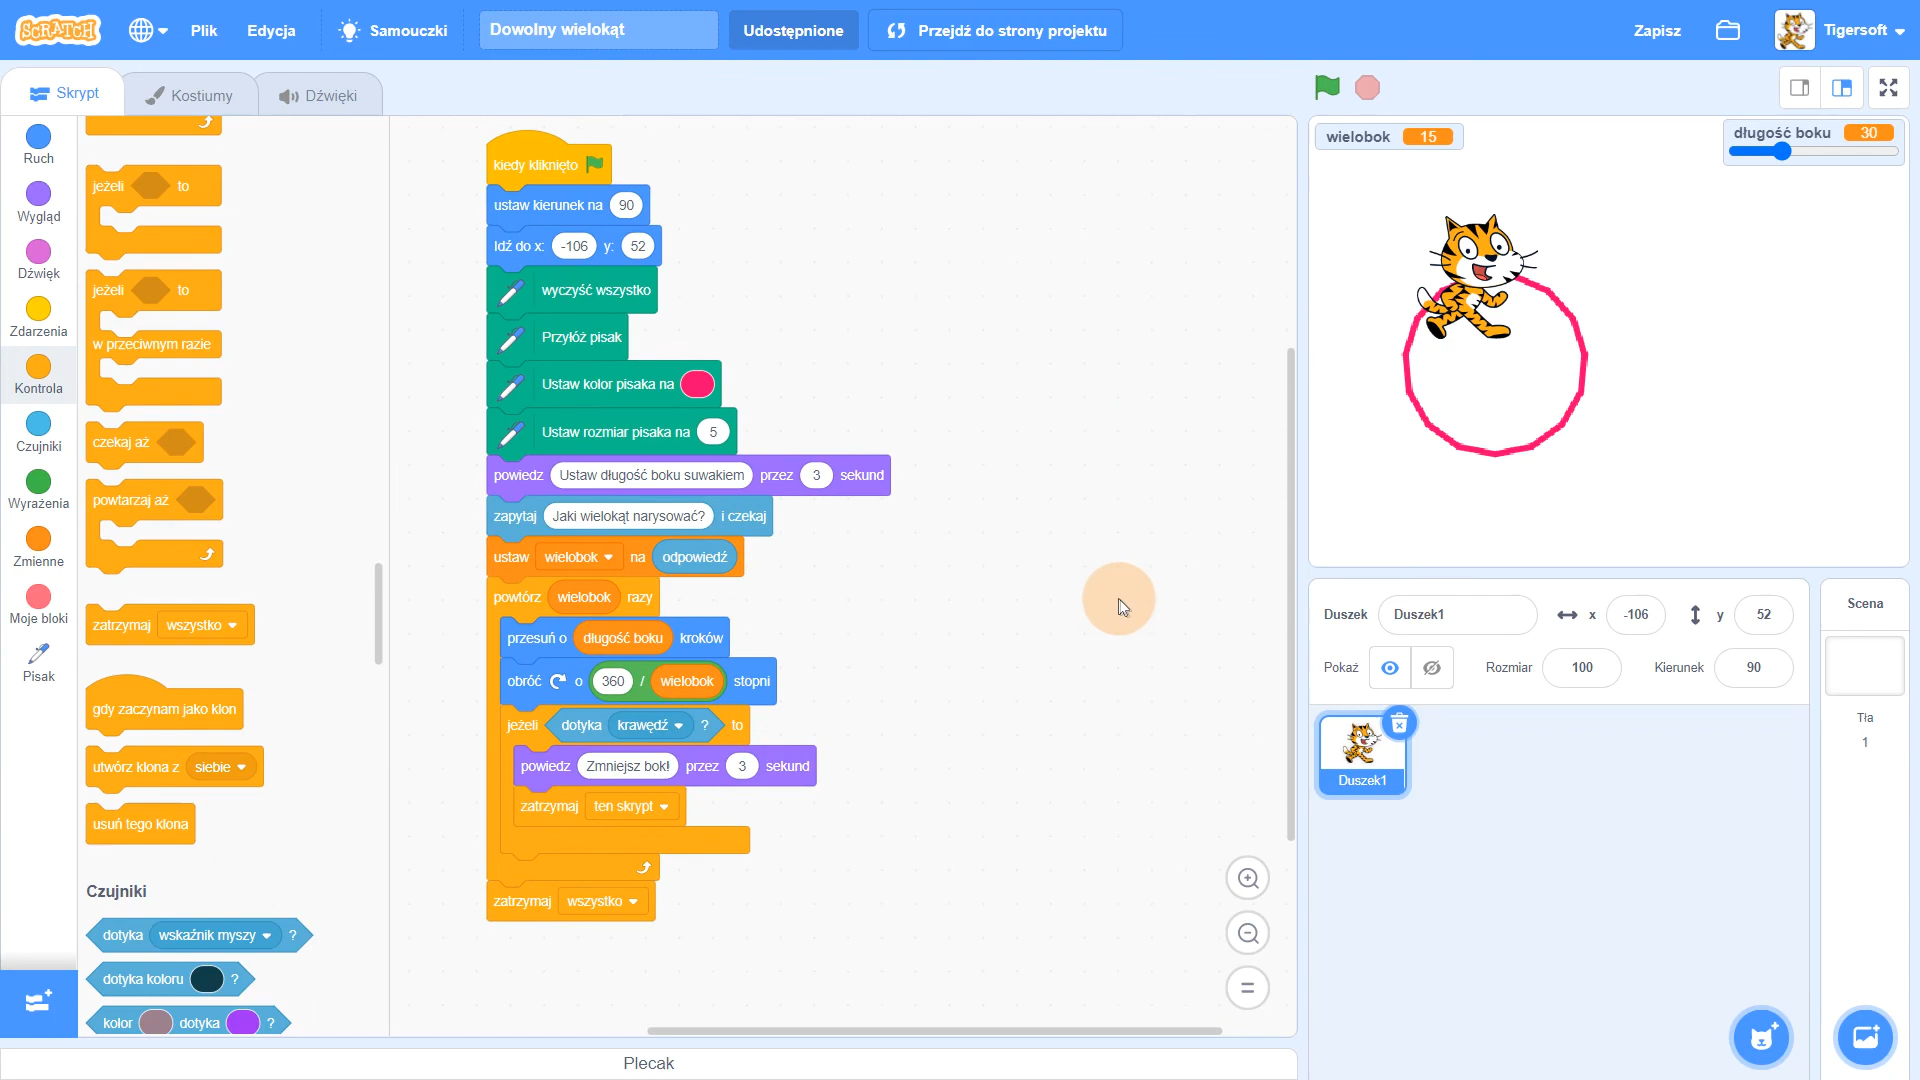 SCRATCH
Plik
Edycja
Samouczki
Dowolny wielokąt
Udostępnione
Przejdź do strony projektu
Zapisz
Tigersoft
Skrypt
Kostiumy
Dźwięki
Ruch
Wygląd
Dźwięk
Zdarzenia
Kontrola
Czujniki
Wyrażenia
Zmienne
Moje bloki
Pisak
jeżeli to
jeżeli to
w przeciwnym razie
czekaj aż
powtarzaj aż
zatrzymaj wszystko
gdy zaczynam jako klon
utwórz klona z siebie
usuń tego klona
Czujniki
dotyka wskaźnik myszy ?
dotyka koloru ?
kolor dotyka ?
kiedy kliknięto
ustaw kierunek na 90
Idź do x: -106 y: 52
wyczyść wszystko
Przyłóż pisak
Ustaw kolor pisaka na
Ustaw rozmiar pisaka na 5
powiedz Ustaw długość boku suwakiem przez 3 sekund
zapytaj Jaki wielokąt narysować? i czekaj
ustaw wielobok na odpowiedź
powtórz wielobok razy
przesuń o długość boku kroków
obróć o 360 / wielobok stopni
jeżeli dotyka krawędź ? to
powiedz Zmniejsz bok! przez 3 sekund
zatrzymaj ten skrypt
zatrzymaj wszystko
Plecak
wielobok 15
długość boku 30
Duszek Duszek1 x -106 y 52
Pokaż Rozmiar 100 Kierunek 90
Duszek1
Scena
Tła
1